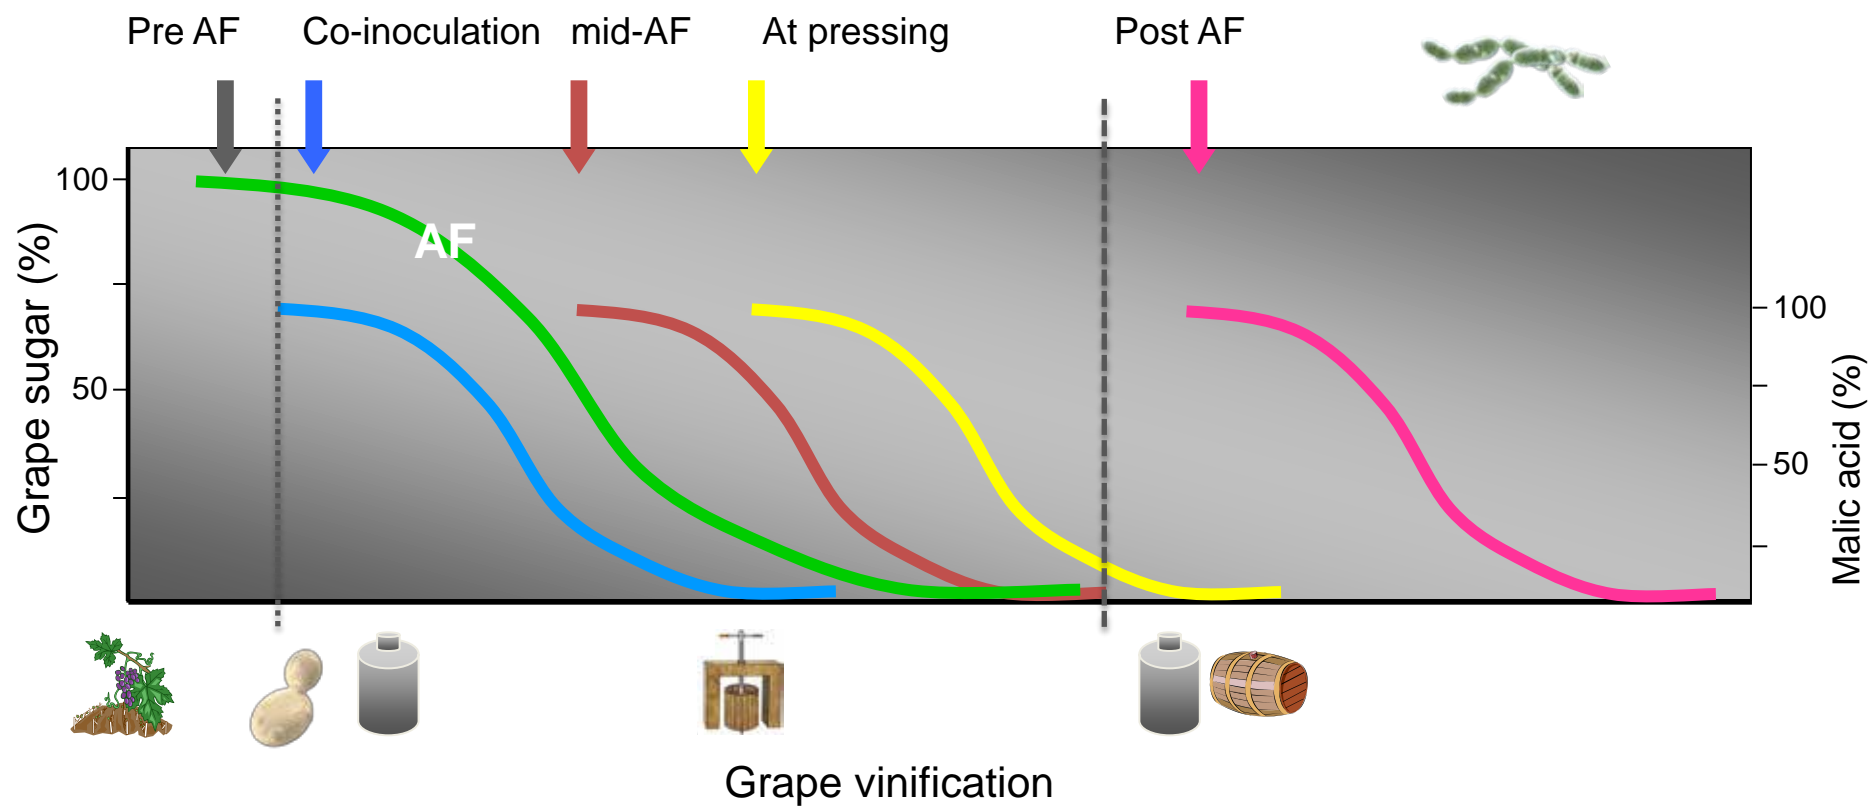 Pre AF
Co-inoculation
mid-AF
At pressing
Post AF
100
50
Grape sugar (%)
AF
100
50
Malic acid (%)
Grape vinification